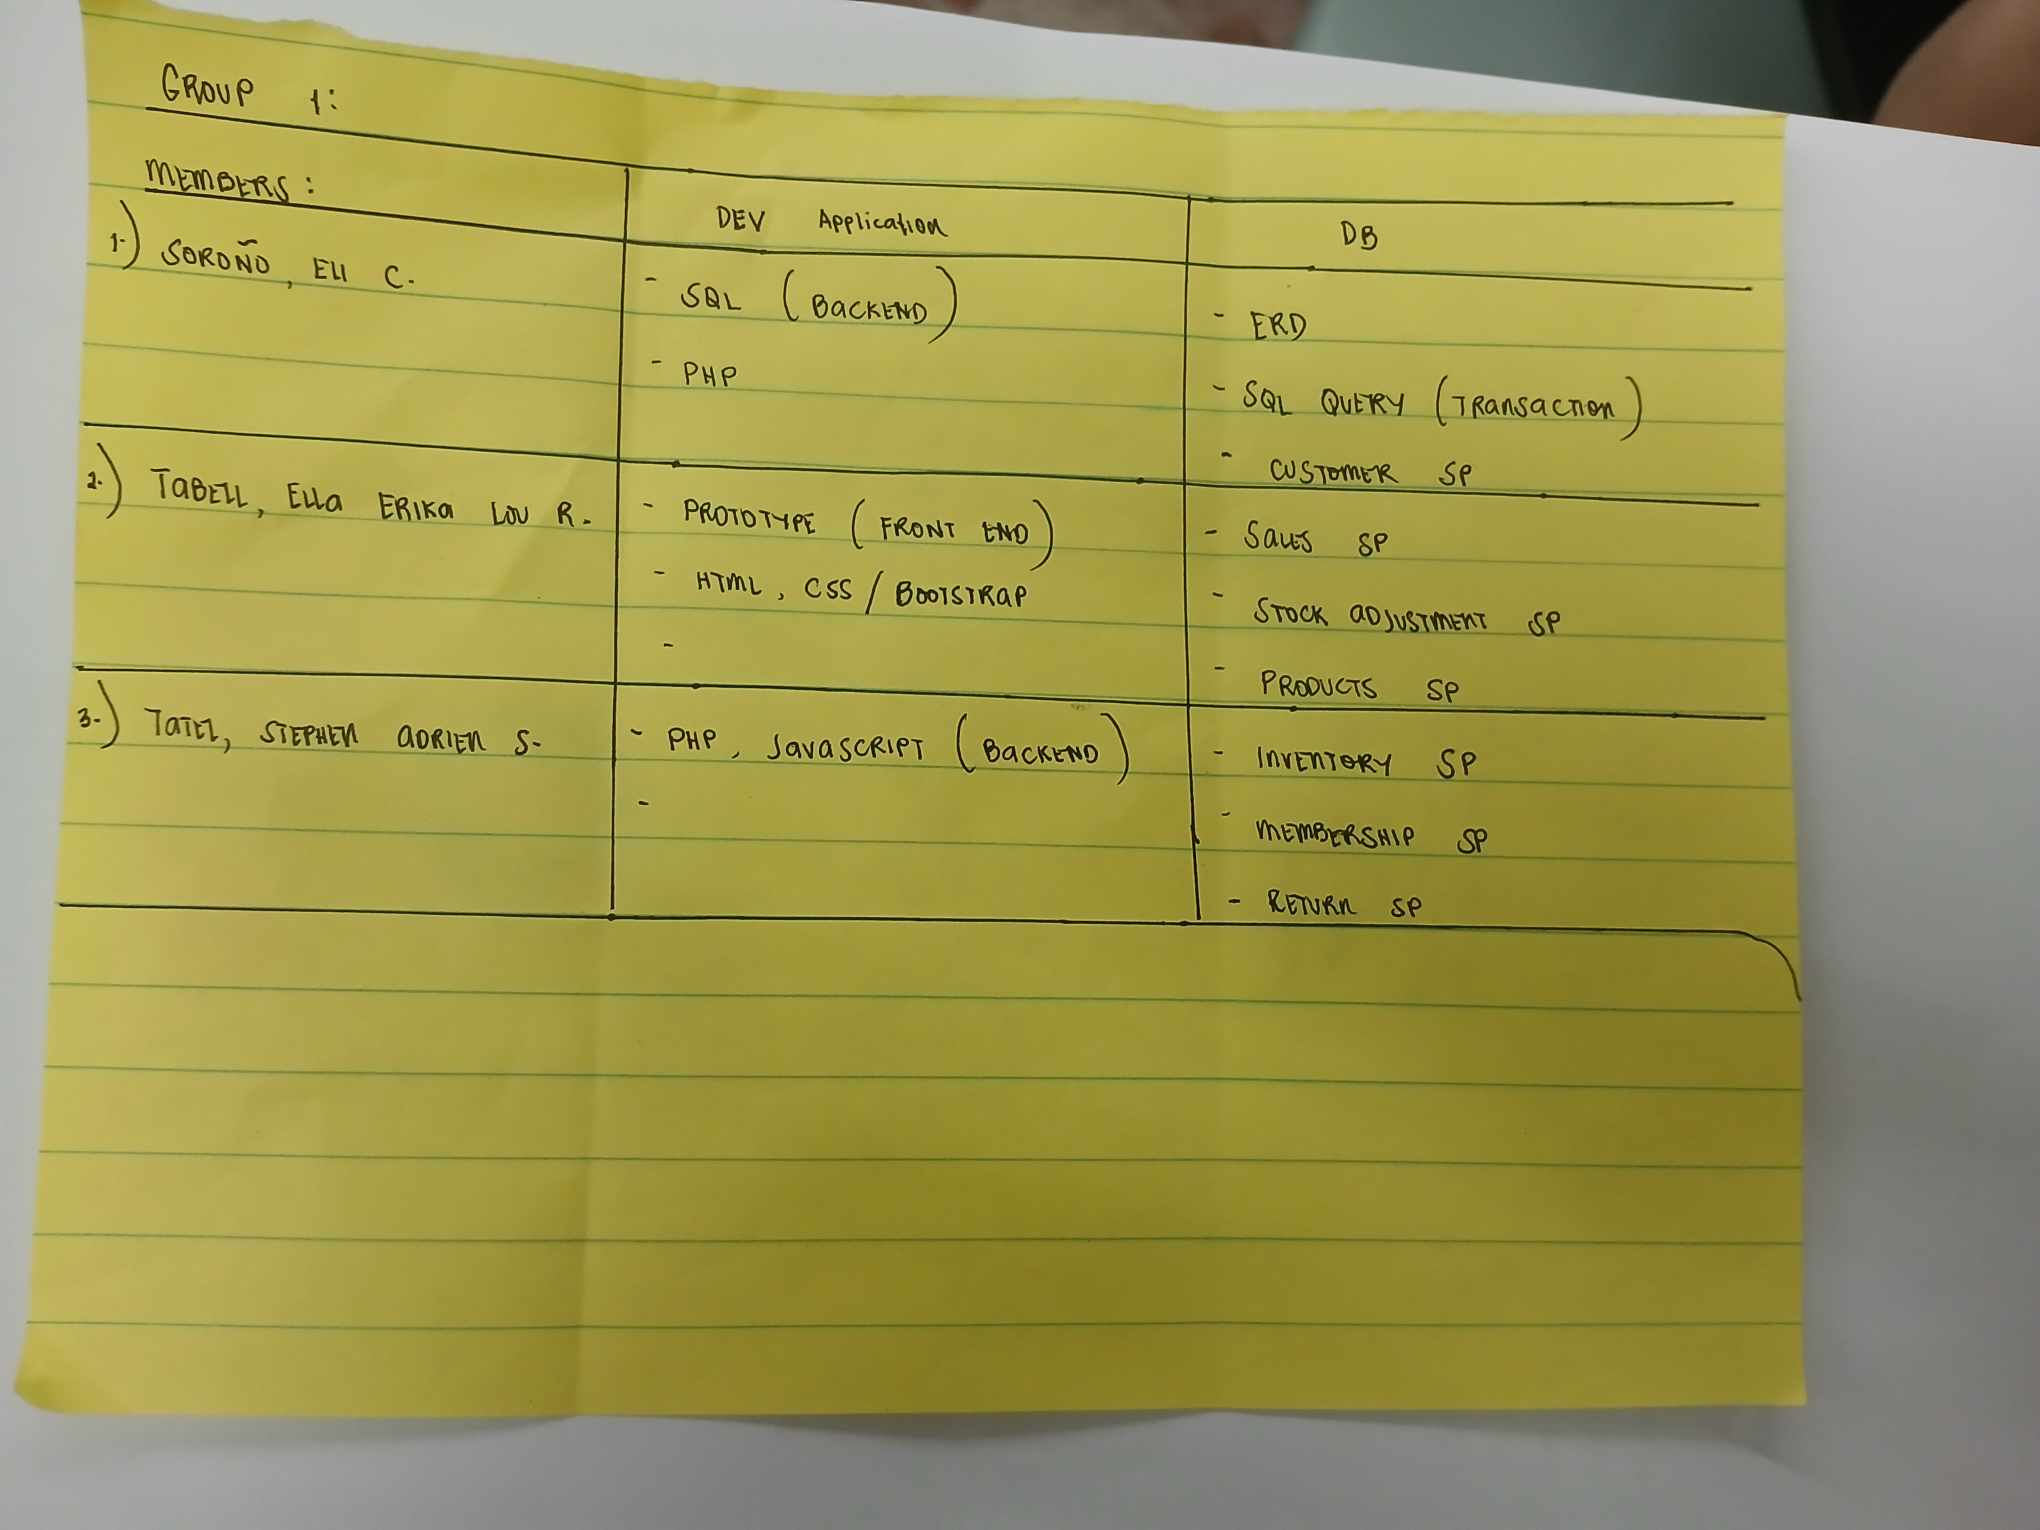 GROUP 1:
MEMBERS:
DEV Application
DB
1.) SOROÑO, Eli C.
- SQL (BACKEND)
- PHP
- ERD
- SQL QUERY (TRANSACTION)
- CUSTOMER SP
2.) TABELL, Ella ERIKA LOU R.
- PROTOTYPE (FRONT END)
- HTML, CSS / BOOTSTRAP
-
- SALES SP
- STOCK ADJUSTMENT SP
- PRODUCTS SP
3.) TATEL, STEPHEN ADRIEN S.
- PHP, JAVASCRIPT (BACKEND)
-
- INVENTORY SP
- MEMBERSHIP SP
- RETURN SP